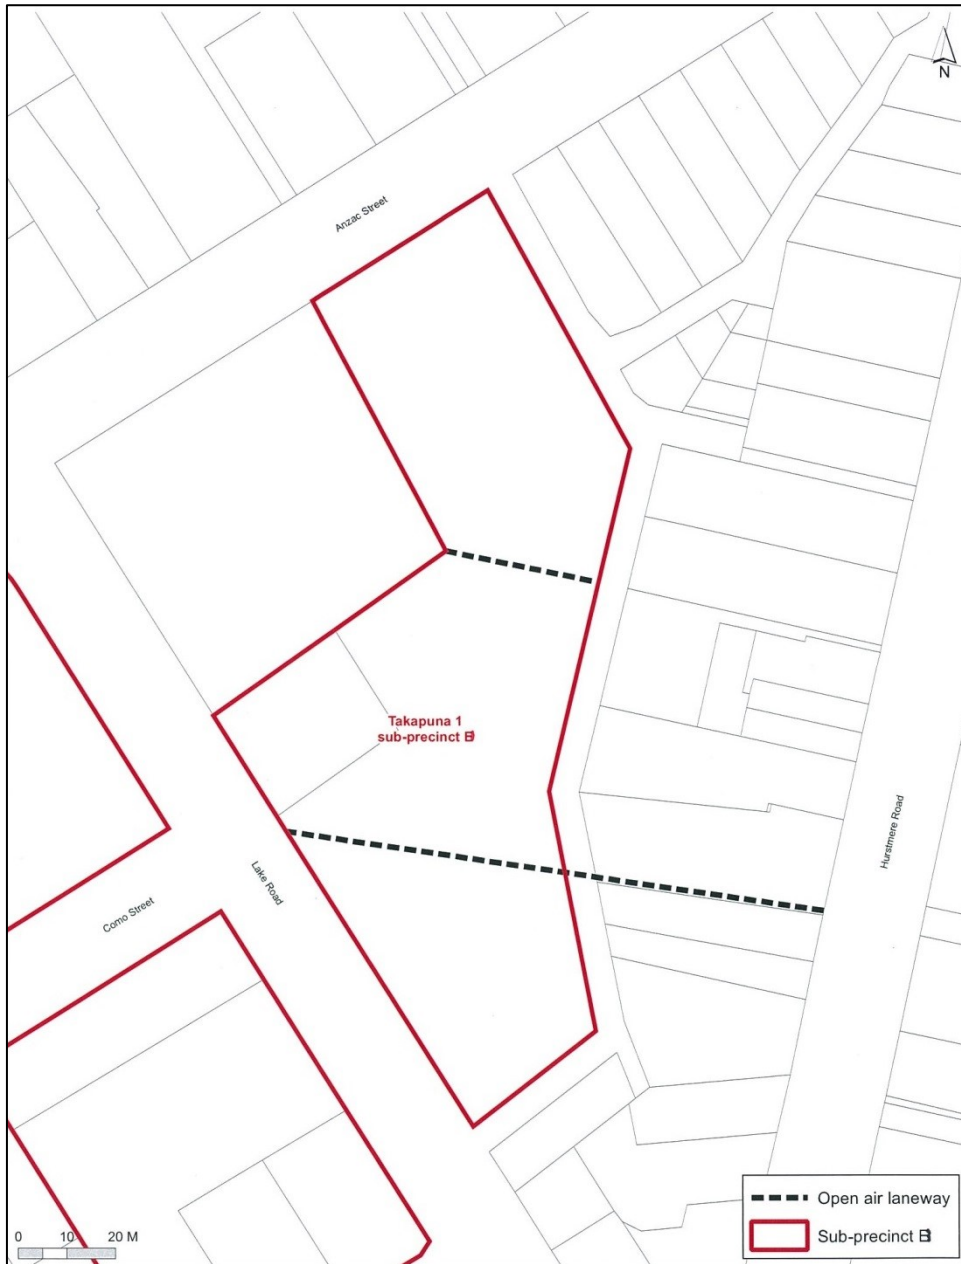 N
Anzac Street
Takapuna 1
sub-precinct
Hurstmere Road
Lake Road
Como Street
Open air laneway
Sub-precinct
0 10 20 M